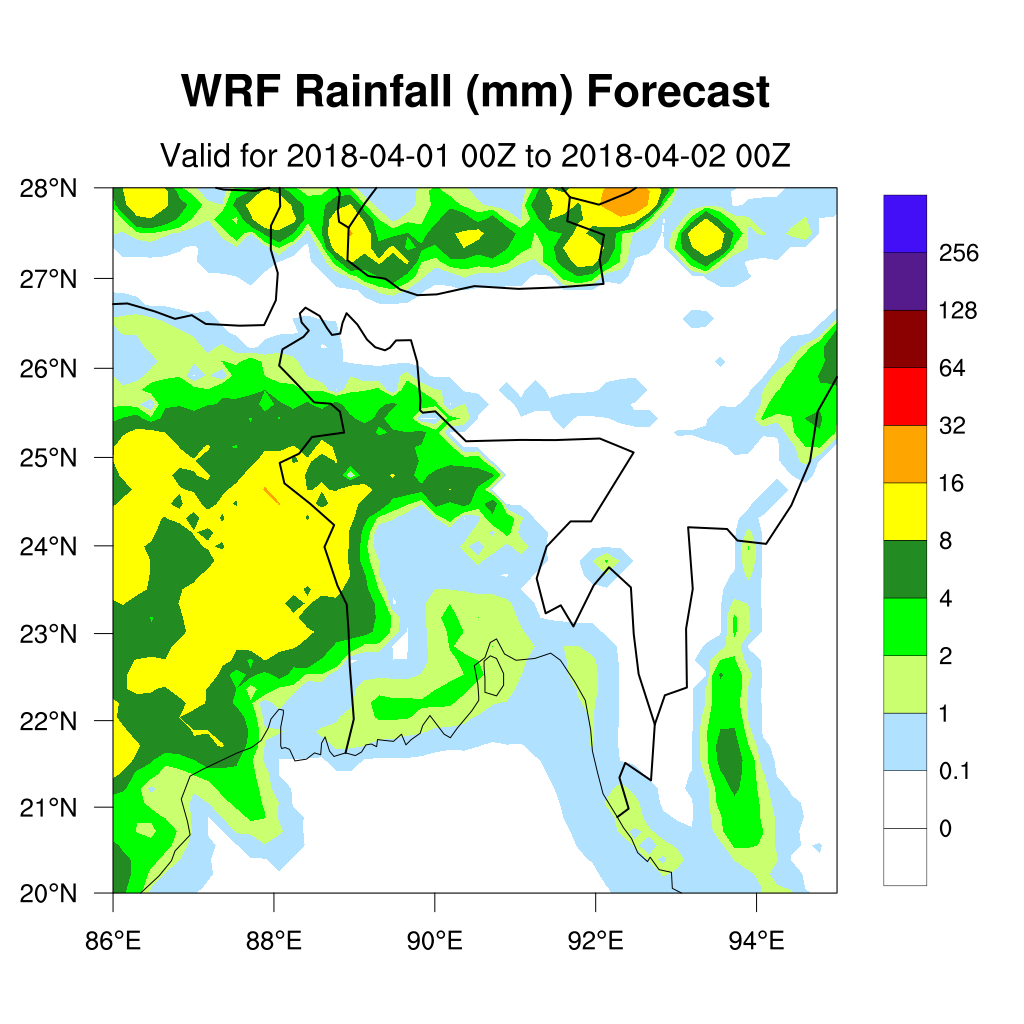 WRF Rainfall (mm) Forecast
Valid for 2018-04-01 00Z to 2018-04-02 00Z
28°N
27°N
26°N
25°N
24°N
23°N
22°N
21°N
20°N
86°E 88°E 90°E 92°E 94°E
256
128
64
32
16
8
4
2
1
0.1
0